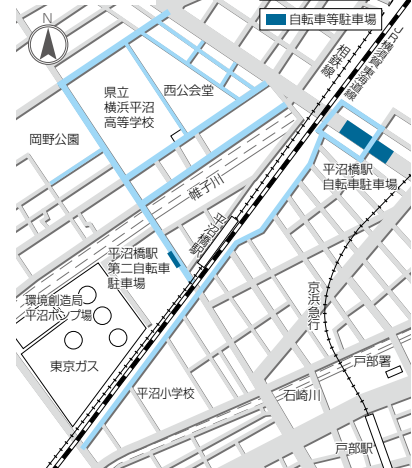 N
自転車等駐車場
JR横須賀 東海道線
相鉄線
西公会堂
県立
横浜平沼
高等学校
岡野公園
帷子川
平沼橋駅
自転車駐車場
平沼橋駅
平沼橋駅
第二自転車
駐車場
環境創造局
平沼ポンプ場
東京ガス
京浜急行
平沼小学校
石崎川
戸部署
戸部駅